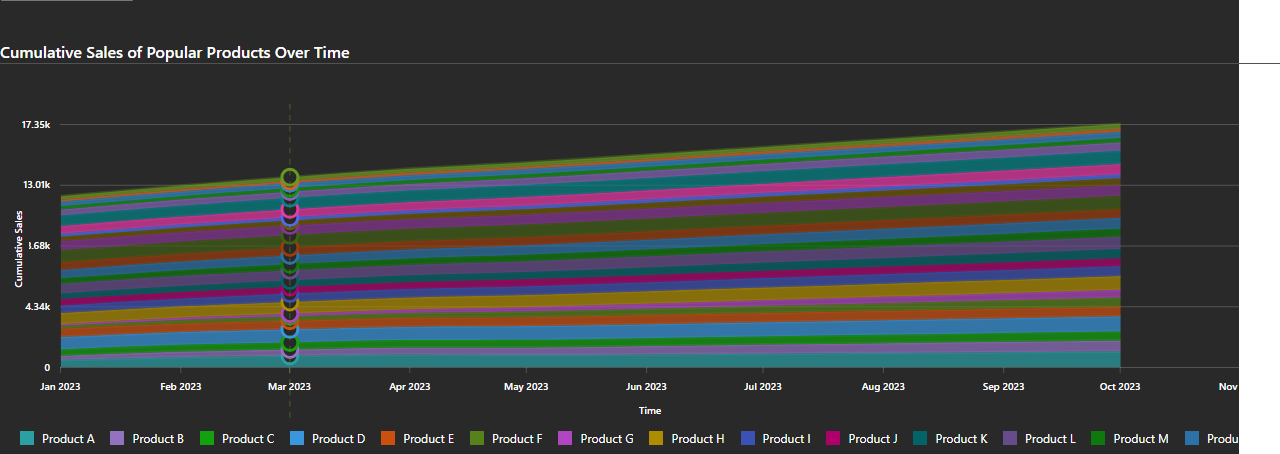 Cumulative Sales of Popular Products Over Time
17.35k
13.01k
1.68k
4.34k
0
Cumulative Sales
Jan 2023 Feb 2023 Mar 2023 Apr 2023 May 2023 Jun 2023 Jul 2023 Aug 2023 Sep 2023 Oct 2023 Nov
Time
Product A Product B Product C Product D Product E Product F Product G Product H Product I Product J Product K Product L Product M Produ